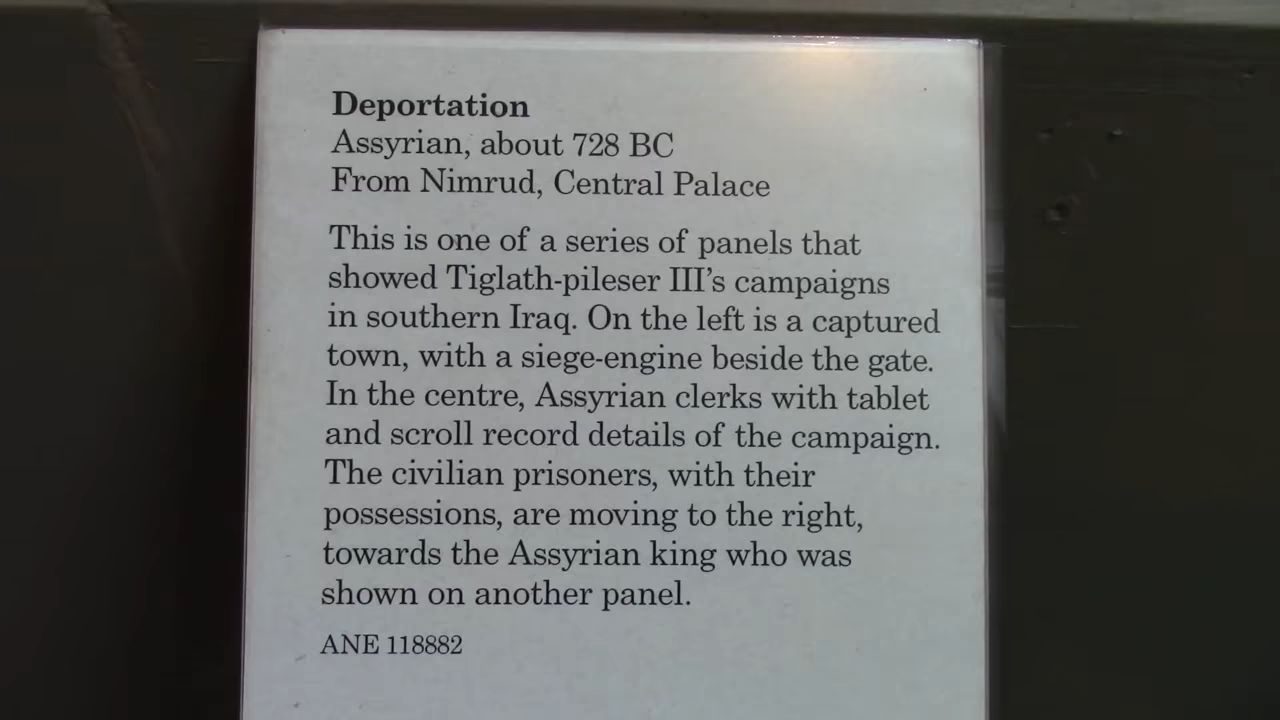 Deportation
Assyrian, about 728 BC
From Nimrud, Central Palace
This is one of a series of panels that
showed Tiglath-pileser III's campaigns
in southern Iraq. On the left is a captured
town, with a siege-engine beside the gate.
In the centre, Assyrian clerks with tablet
and scroll record details of the campaign.
The civilian prisoners, with their
possessions, are moving to the right,
towards the Assyrian king who was
shown on another panel.
ANE 118882